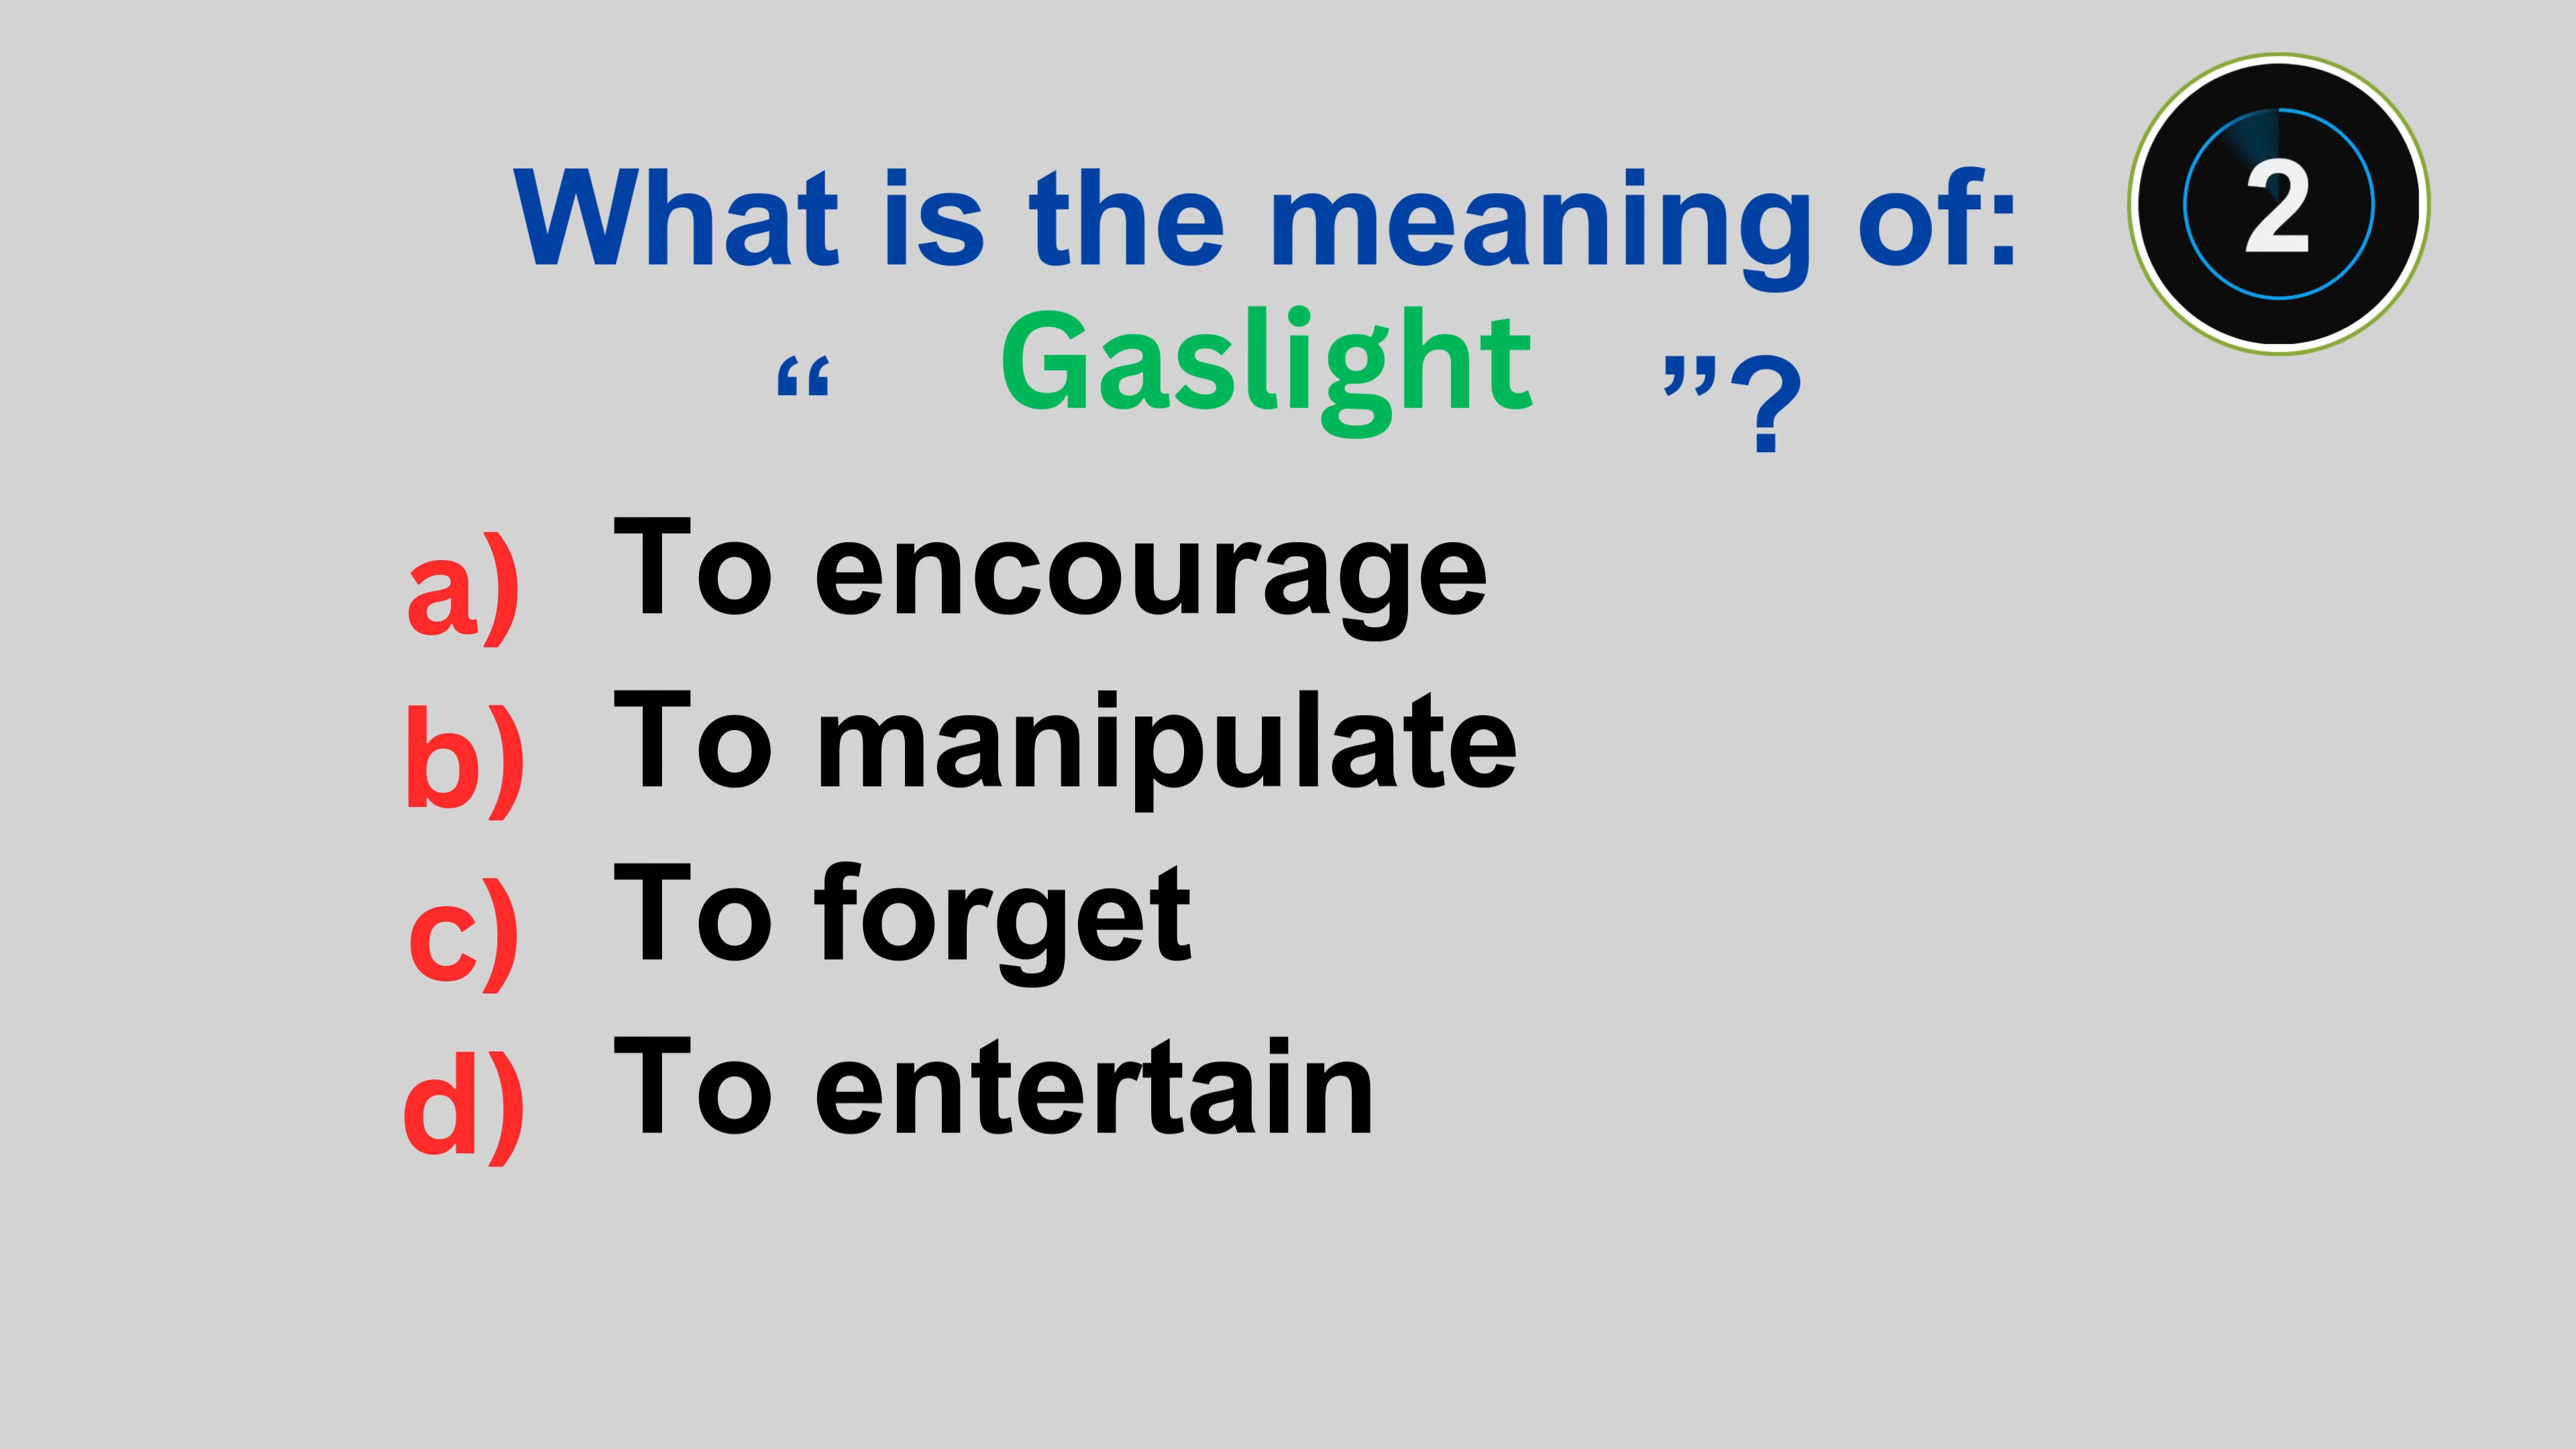 What is the meaning of:
“ Gaslight ”?
2
a) To encourage
b) To manipulate
c) To forget
d) To entertain